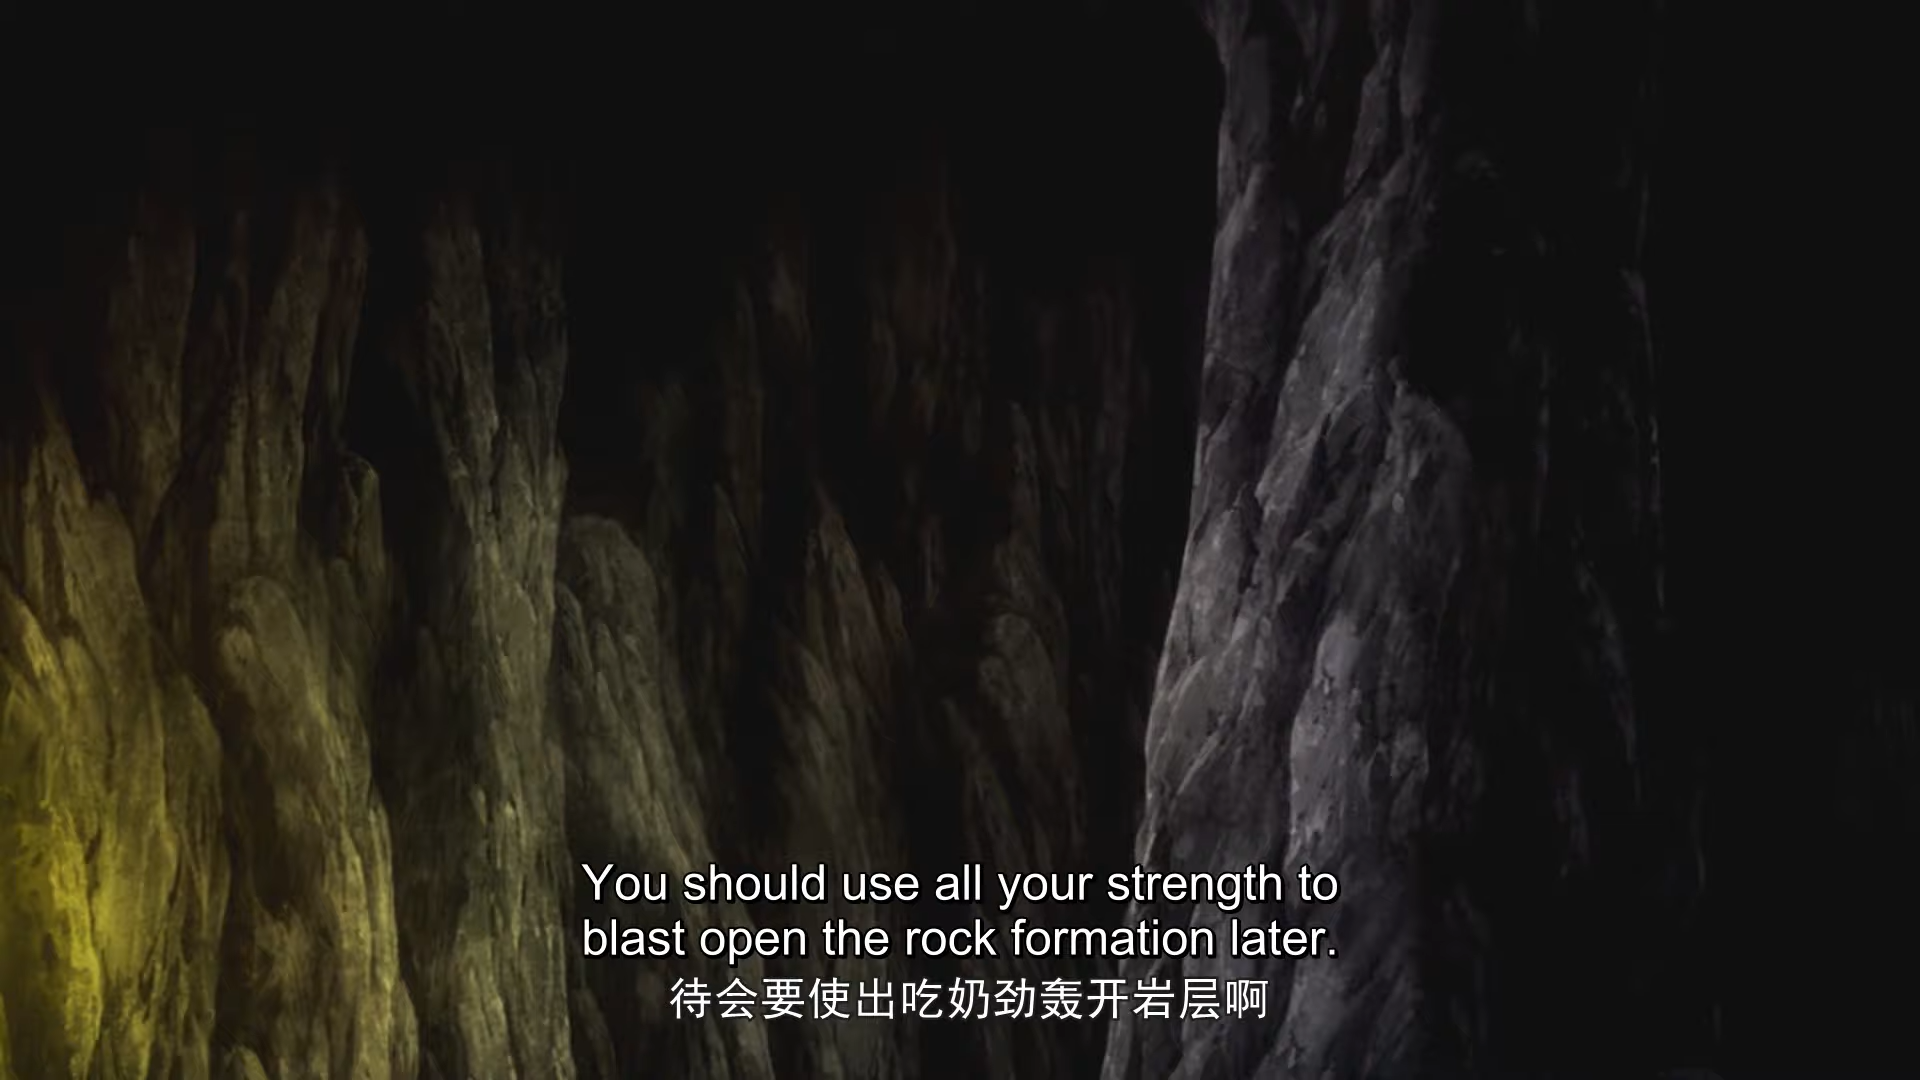 You should use all your strength to
blast open the rock formation later.
待会要使出吃奶劲轰开岩层啊